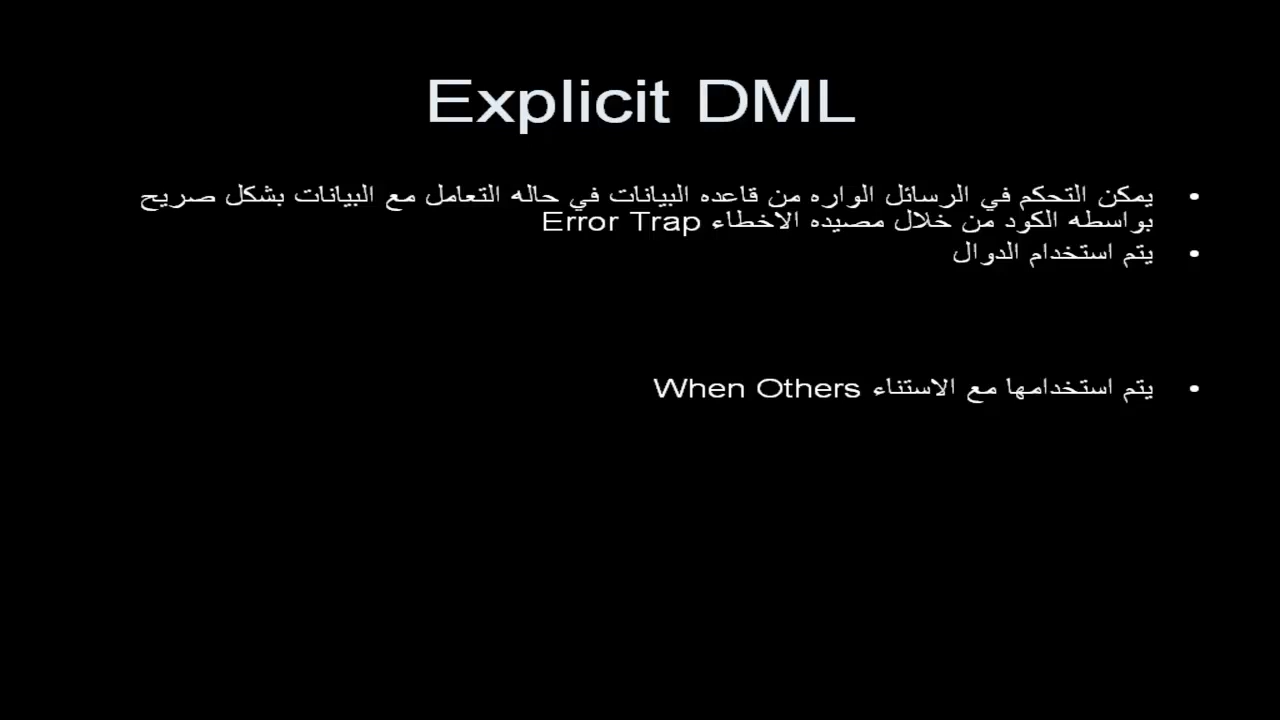 Explicit DML
• يمكن التحكم في الرسائل الواره من قاعده البيانات في حاله التعامل مع البيانات بشكل صريح
بواسطه الكود من خلال مصيده الاخطاء Error Trap
• يتم استخدام الدوال
• يتم استخدامها مع الاستناء When Others